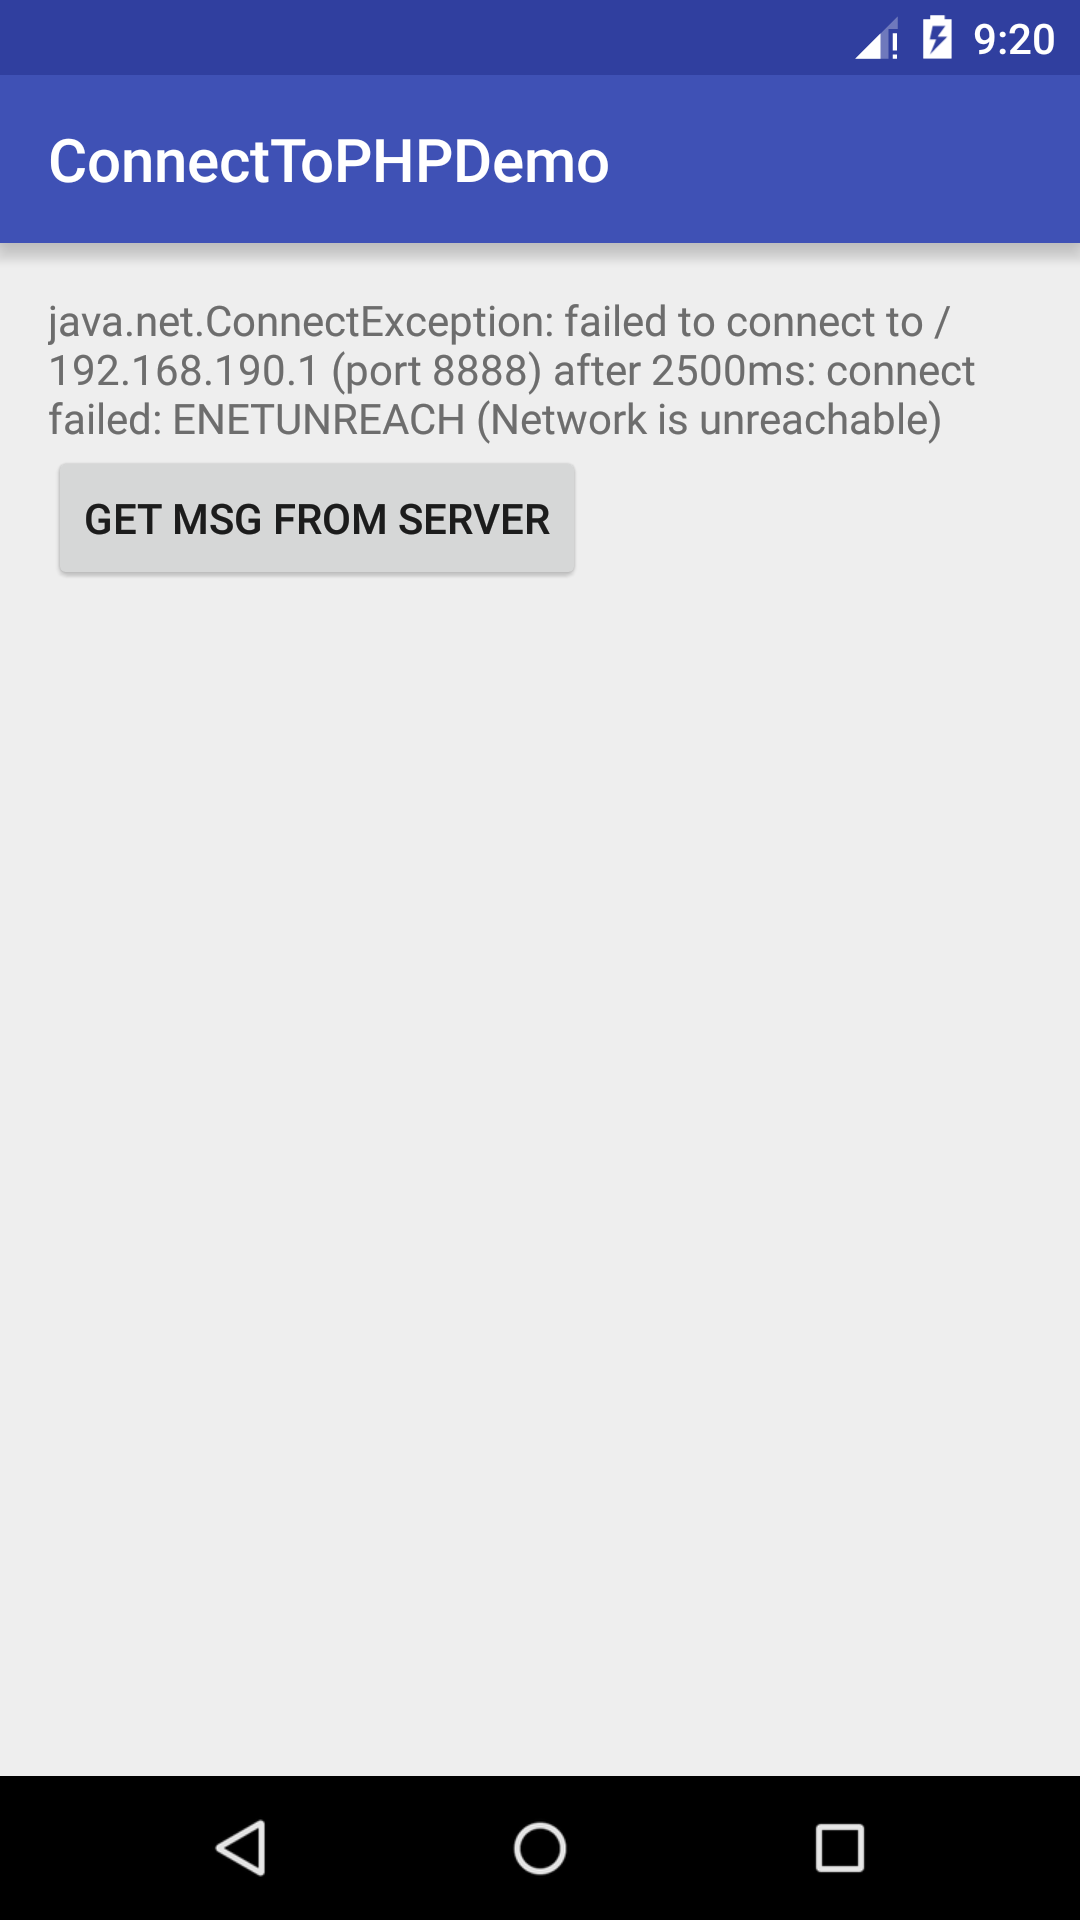 9:20
ConnectToPHPDemo
java.net.ConnectException: failed to connect to /
192.168.190.1 (port 8888) after 2500ms: connect
failed: ENETUNREACH (Network is unreachable)
GET MSG FROM SERVER